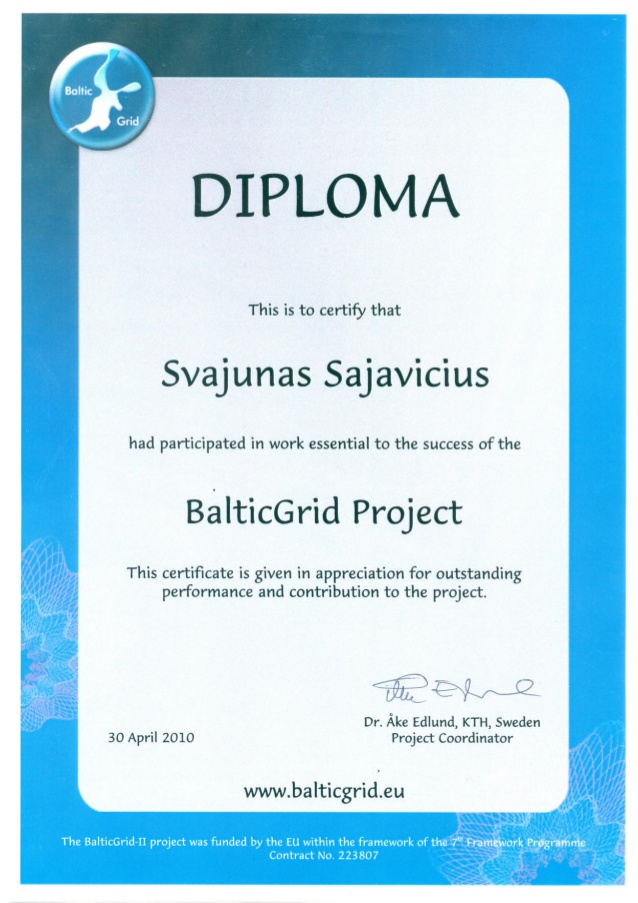 Baltic
Grid
DIPLOMA
This is to certify that
Svajunas Sajavicius
had participated in work essential to the success of the
BalticGrid Project
This certificate is given in appreciation for outstanding
performance and contribution to the project.
Dr. Åke Edlund, KTH, Sweden
30 April 2010
Project Coordinator
www.balticgrid.eu
The BalticGrid-II project was funded by the EU within the framework of the 7th Framework Programme
Contract No. 223807